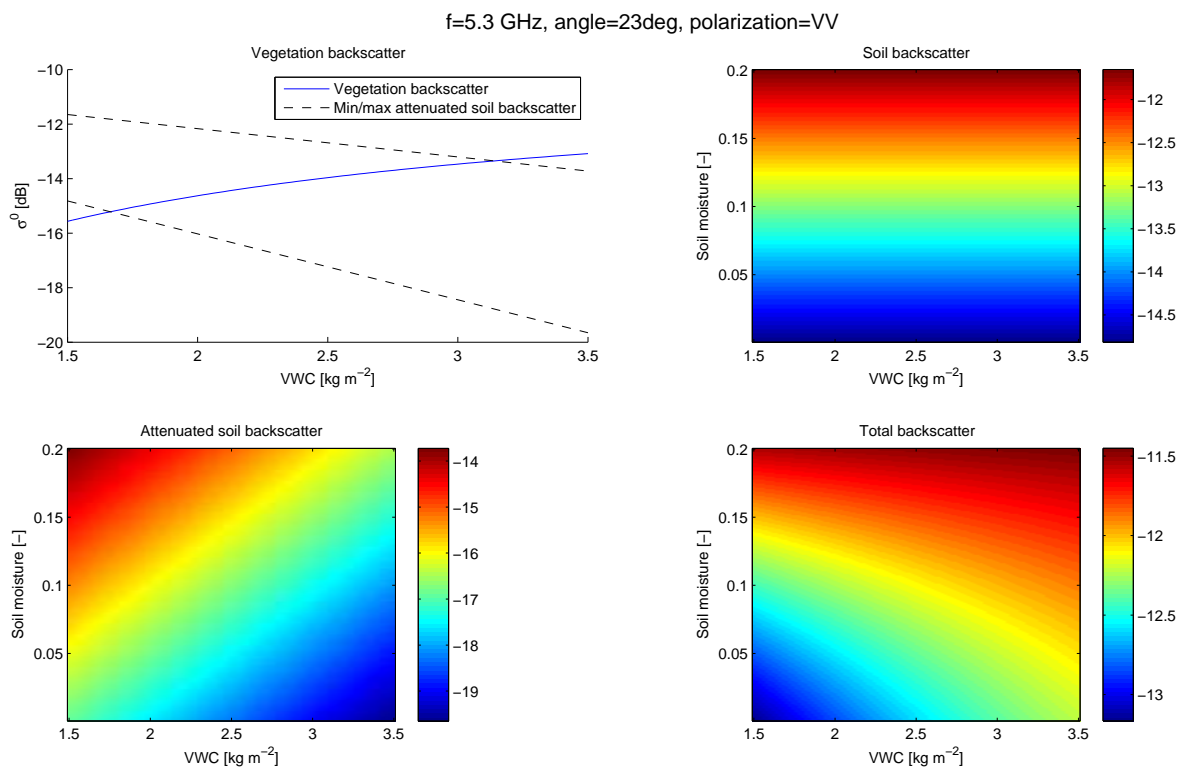 f=5.3 GHz, angle=23deg, polarization=VV
Vegetation backscatter
−10
−12
−14
−16
−18
−20
σ⁰ [dB]
1.5 2 2.5 3 3.5
VWC [kg m⁻²]
Vegetation backscatter
Min/max attenuated soil backscatter
Soil backscatter
0.2
0.15
0.1
0.05
Soil moisture [−]
1.5 2 2.5 3 3.5
VWC [kg m⁻²]
−12
−12.5
−13
−13.5
−14
−14.5
Attenuated soil backscatter
0.2
0.15
0.1
0.05
Soil moisture [−]
1.5 2 2.5 3 3.5
VWC [kg m⁻²]
−14
−15
−16
−17
−18
−19
Total backscatter
0.2
0.15
0.1
0.05
Soil moisture [−]
1.5 2 2.5 3 3.5
VWC [kg m⁻²]
−11.5
−12
−12.5
−13